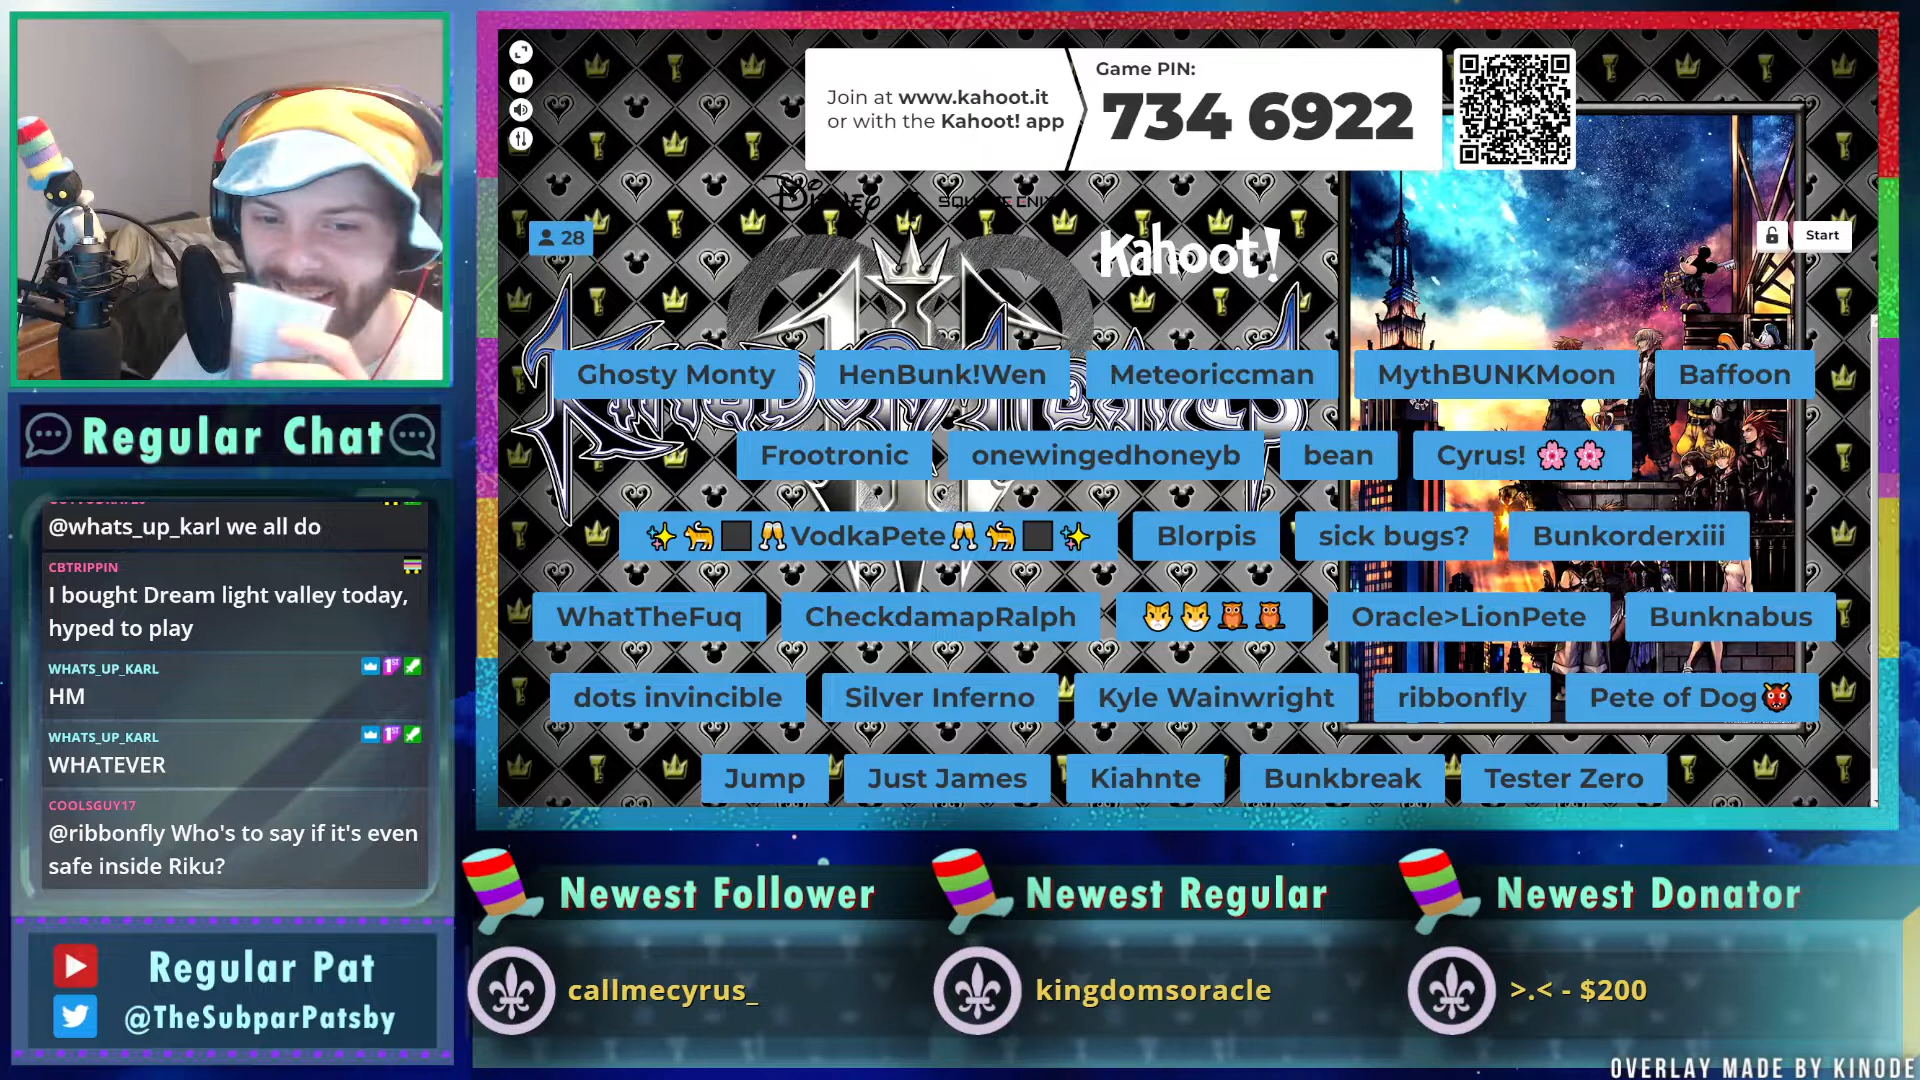 Join at www.kahoot.it
or with the Kahoot! app
Game PIN:
734 6922
Disney
28
Kahoot!
Start
Kingdom Hearts
Ghosty Monty
HenBunk!Wen
Meteoriccman
MythBUNKMoon
Baffoon
Frootronic
onewingedhoneyb
bean
Cyrus! 🌸🌸
✨🐅⬛🥂VodkaPete🥂🐅⬛✨
Blorpis
sick bugs?
Bunkorderxiii
WhatTheFuq
CheckdamapRalph
🐱🐱🦉🦉
Oracle>LionPete
Bunknabus
dots invincible
Silver Inferno
Kyle Wainwright
ribbonfly
Pete of Dog👹
Jump
Just James
Kiahnte
Bunkbreak
Tester Zero
Regular Chat
@whats_up_karl we all do
CBTRIPPIN
I bought Dream light valley today,
hyped to play
WHATS_UP_KARL
1ST
HM
WHATS_UP_KARL
1ST
WHATEVER
COOLSGUY17
@ribbonfly Who's to say if it's even
safe inside Riku?
Regular Pat
@TheSubparPatsby
Newest Follower
callmecyrus_
Newest Regular
kingdomsoracle
Newest Donator
>.< - $200
OVERLAY MADE BY KINODE